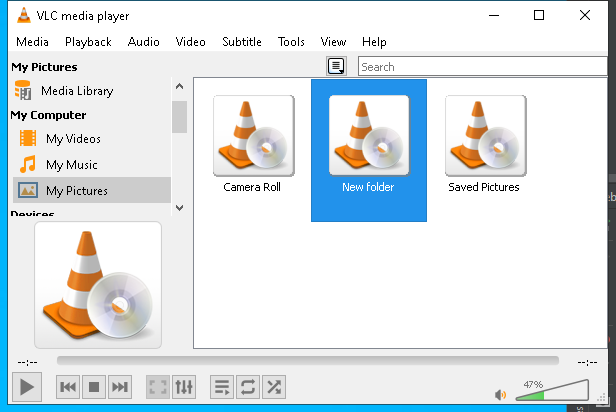 VLC media player
Media Playback Audio Video Subtitle Tools View Help
My Pictures
Search
Media Library
My Computer
My Videos
My Music
My Pictures
Devices
Camera Roll
New folder
Saved Pictures
--:--
--:--
47%